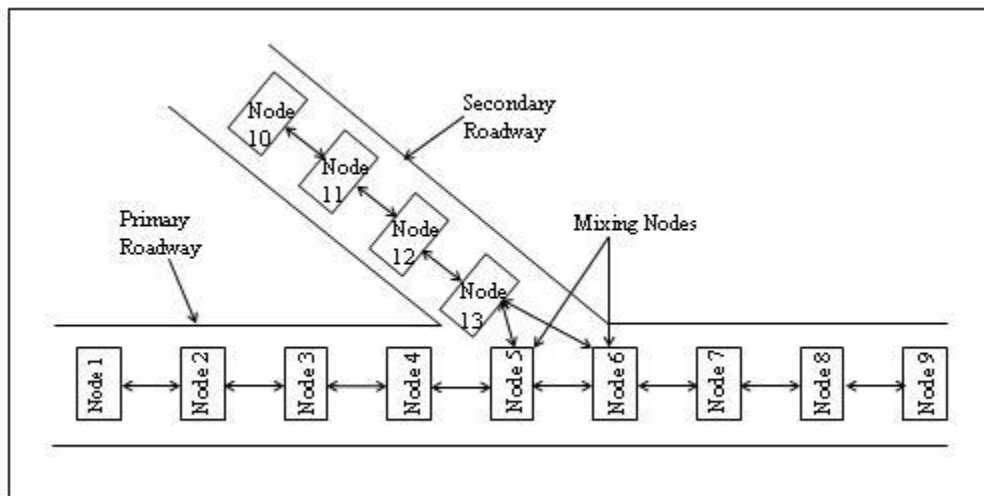 Node
10
Secondary
Roadway
Node
11
Primary
Roadway
Node
12
Mixing Nodes
Node
13
Node 1
Node 2
Node 3
Node 4
Node 5
Node 6
Node 7
Node 8
Node 9